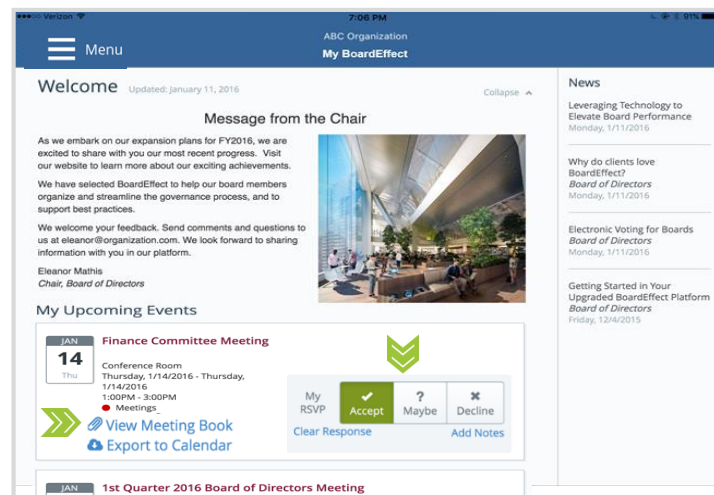 Verizon
7:06 PM
91%
ABC Organization
My BoardEffect
Menu
Welcome
Updated: January 11, 2016
Collapse
Message from the Chair
As we embark on our expansion plans for FY2016, we are
excited to share with you our most recent progress. Visit
our website to learn more about our exciting achievements.
We have selected BoardEffect to help our board members
organize and streamline the governance process, and to
support best practices.
We welcome your feedback. Send comments and questions to
us at eleanor@organization.com. We look forward to sharing
information with you in our platform.
Eleanor Mathis
Chair, Board of Directors
My Upcoming Events
JAN
14
Thu
Finance Committee Meeting
Conference Room
Thursday, 1/14/2016 - Thursday,
1/14/2016
1:00PM - 3:00PM
Meetings
View Meeting Book
Export to Calendar
My
RSVP
Accept
? Maybe
Decline
Clear Response
Add Notes
JAN
1st Quarter 2016 Board of Directors Meeting
News
Leveraging Technology to
Elevate Board Performance
Monday, 1/11/2016
Why do clients love
BoardEffect?
Board of Directors
Monday, 1/11/2016
Electronic Voting for Boards
Board of Directors
Monday, 1/11/2016
Getting Started in Your
Upgraded BoardEffect Platform
Board of Directors
Friday, 12/4/2015